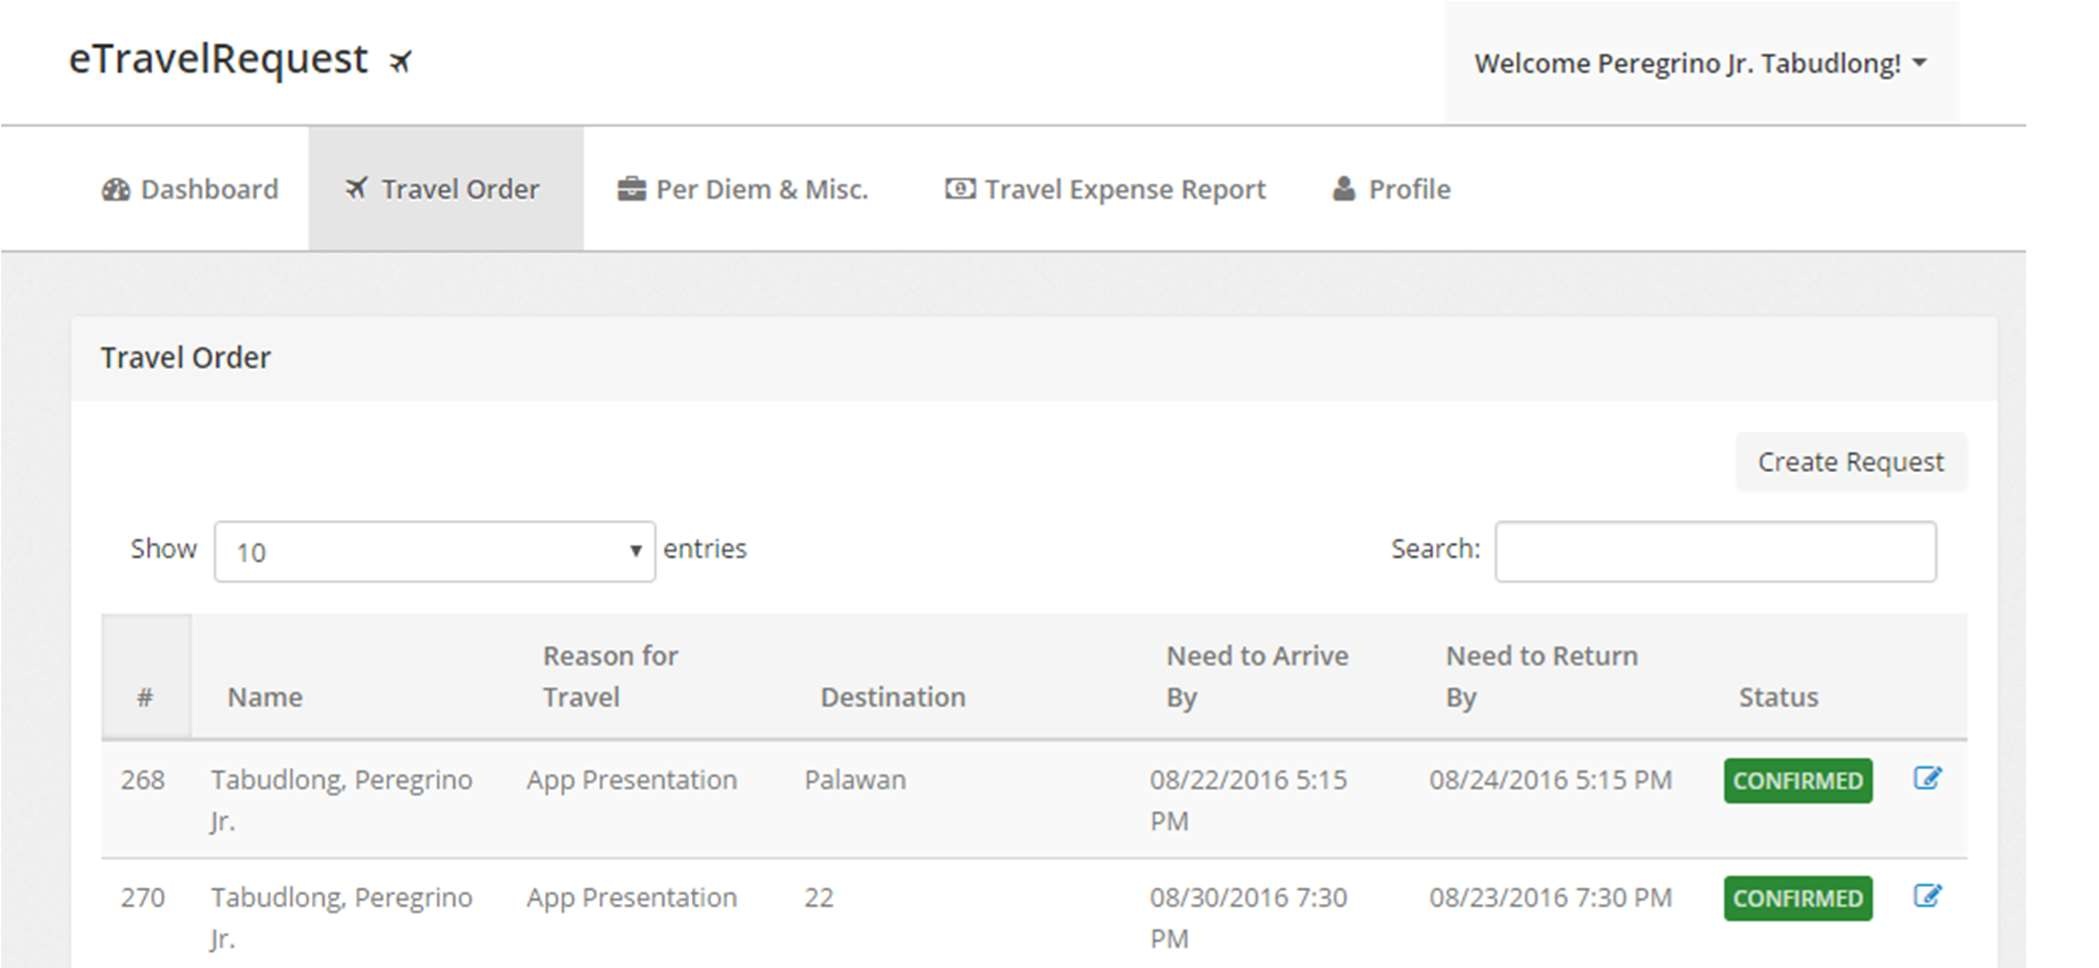 eTravelRequest
Welcome Peregrino Jr. Tabudlong!
Dashboard Travel Order Per Diem & Misc. Travel Expense Report Profile
Travel Order
Create Request
Show 10 entries Search:
Reason for Need to Arrive Need to Return
# Name Travel Destination By By Status
268 Tabudlong, Peregrino App Presentation Palawan 08/22/2016 5:15 08/24/2016 5:15 PM CONFIRMED
Jr. PM
270 Tabudlong, Peregrino App Presentation 22 08/30/2016 7:30 08/23/2016 7:30 PM CONFIRMED
Jr. PM